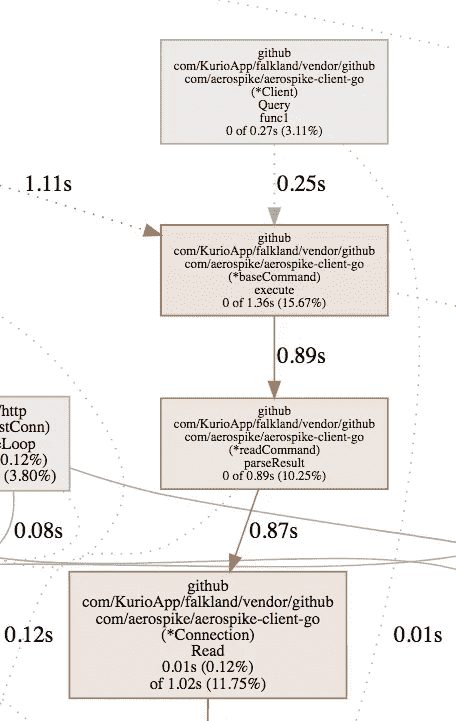 github
com/KurioApp/falkland/vendor/github
com/aerospike/aerospike-client-go
(*Client)
Query
func1
0 of 0.27s (3.11%)
1.11s
0.25s
github
com/KurioApp/falkland/vendor/github
com/aerospike/aerospike-client-go
(*baseCommand)
execute
0 of 1.36s (15.67%)
0.89s
/http
stConn)
eLoop
0.12%)
(3.80%)
github
com/KurioApp/falkland/vendor/github
com/aerospike/aerospike-client-go
(*readCommand)
parseResult
0 of 0.89s (10.25%)
0.08s
0.87s
github
com/KurioApp/falkland/vendor/github
com/aerospike/aerospike-client-go
(*Connection)
Read
0.01s (0.12%)
of 1.02s (11.75%)
0.12s
0.01s